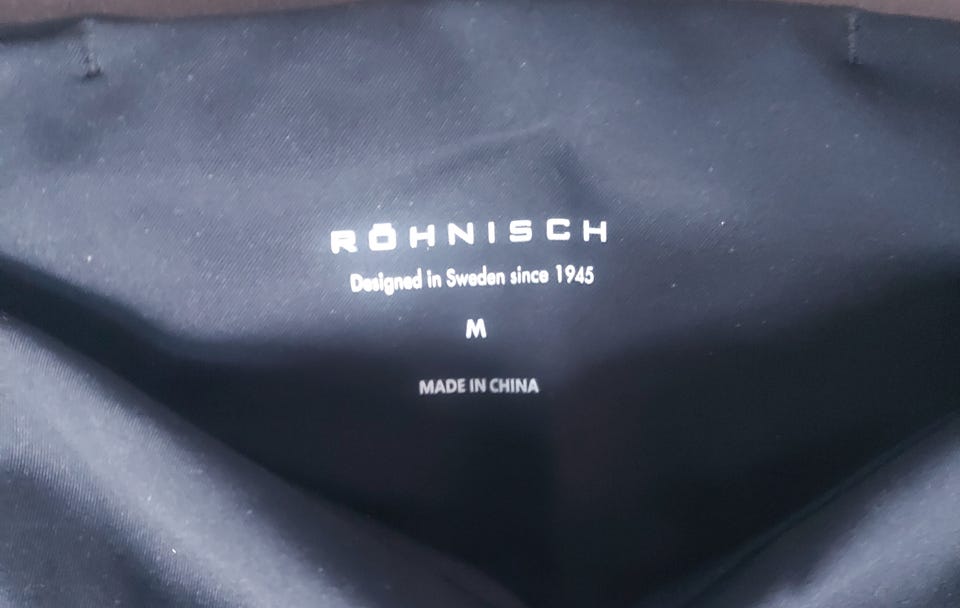 RÖHNISCH
Designed in Sweden since 1945
M
MADE IN CHINA